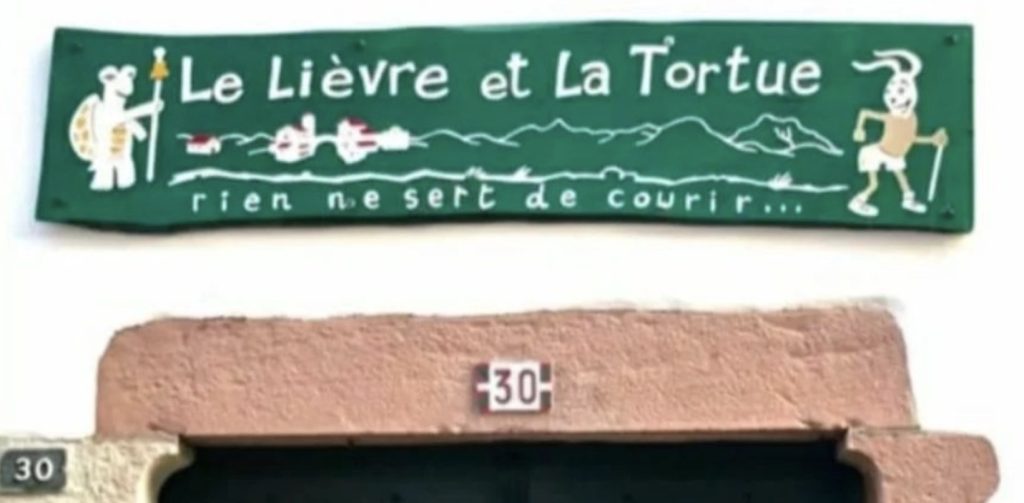 Le Lièvre et La Tortue
rien ne sert de courir...
30
30